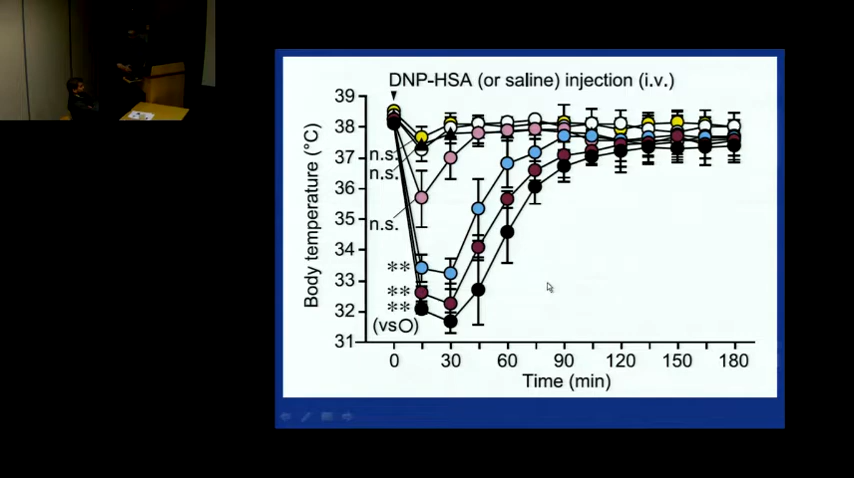 DNP-HSA (or saline) injection (i.v.)
39
38
37
36
35
34
33
32
31
Body temperature (°C)
n.s.
n.s.
n.s.
**
**
**
(vs○)
0 30 60 90 120 150 180
Time (min)